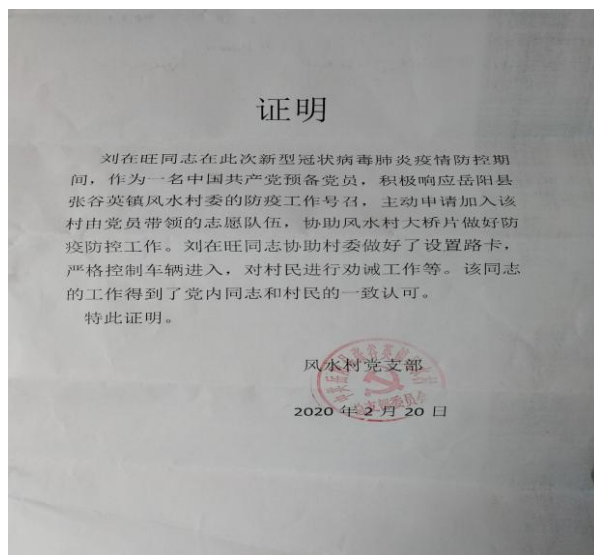 证明
刘在旺同志在此次新型冠状病毒肺炎疫情防控期
间，作为一名中国共产党预备党员，积极响应岳阳县
张谷英镇风水村委的防疫工作号召，主动申请加入该
村由党员带领的志愿队伍，协助风水村大桥片做好防
疫防控工作。刘在旺同志协助村委做好了设置路卡，
严格控制车辆进入，对村民进行劝诫工作等。该同志
的工作得到了党内同志和村民的一致认可。
特此证明。
风水村党支部
2020 年 2 月 20 日